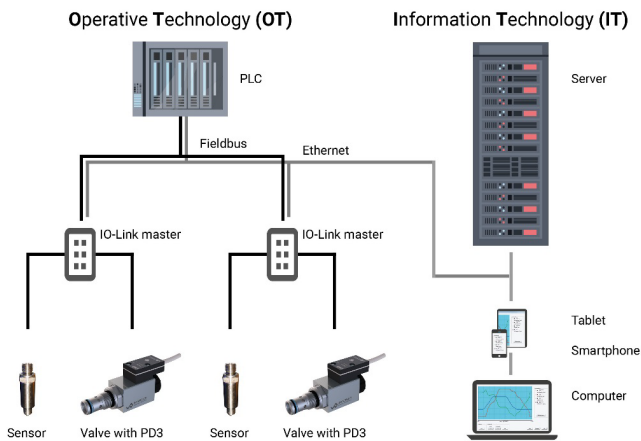 Operative Technology (OT)
Information Technology (IT)
PLC
Server
Fieldbus
Ethernet
IO-Link master
IO-Link master
Tablet
Smartphone
Computer
Sensor
Valve with PD3
Sensor
Valve with PD3